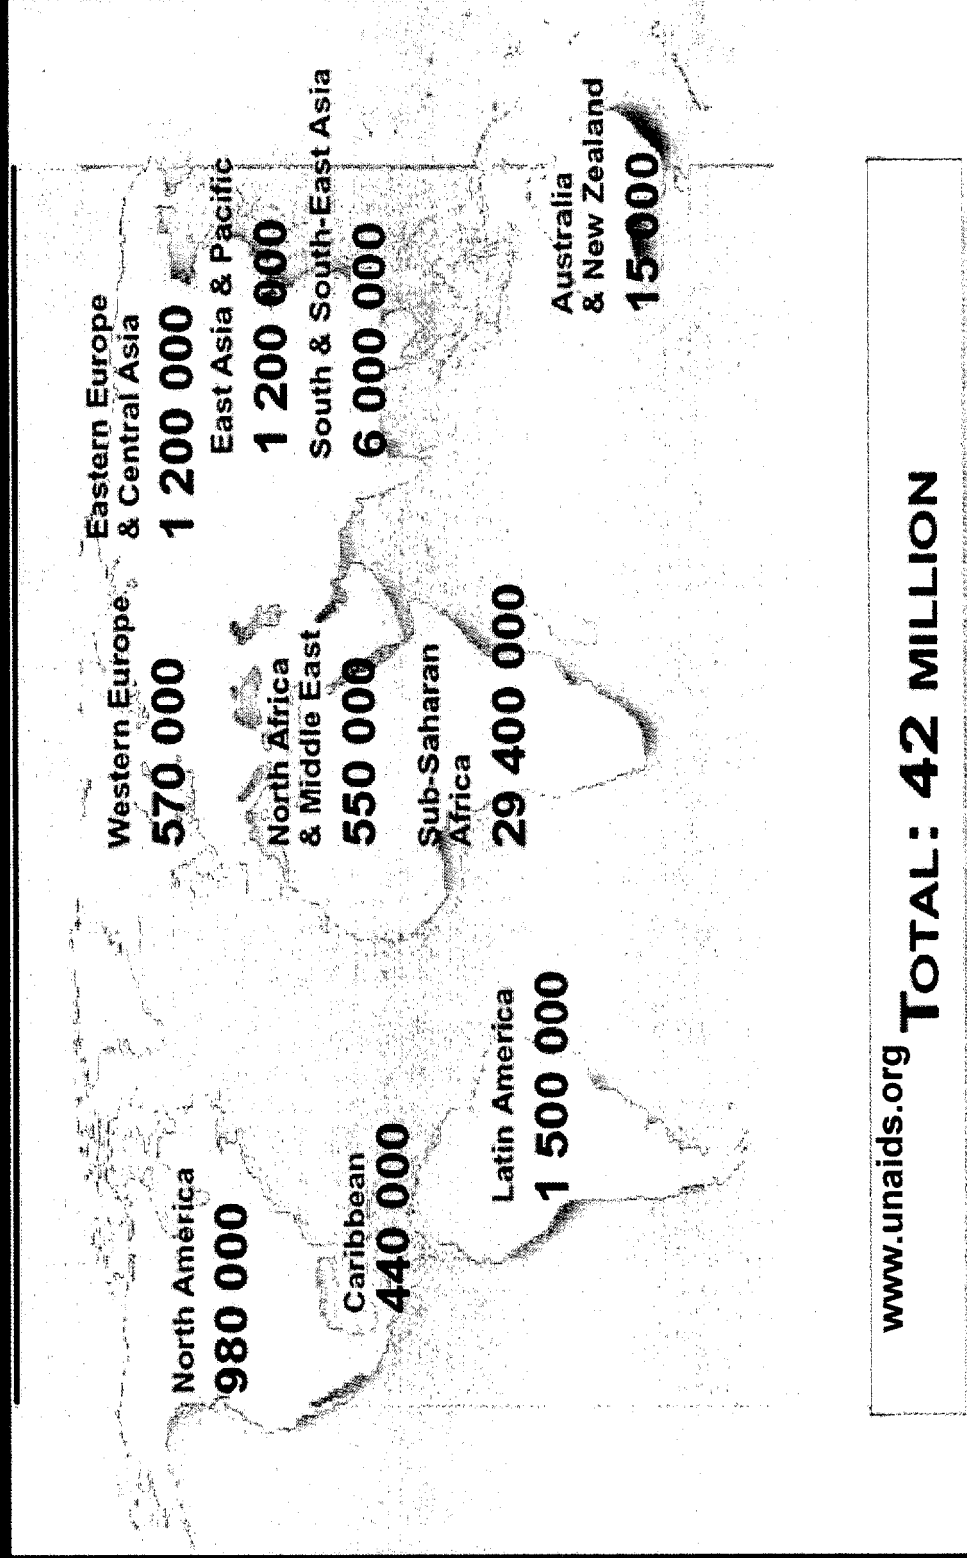 Western Europe
570 000
Eastern Europe
& Central Asia
1 200 000
North America
980 000
East Asia & Pacific
1 200 000
North Africa
& Middle East
550 000
South & South-East Asia
6 000 000
Caribbean
440 000
Sub-Saharan
Africa
29 400 000
Latin America
1 500 000
Australia
& New Zealand
15 000
www.unaids.org
TOTAL: 42 MILLION